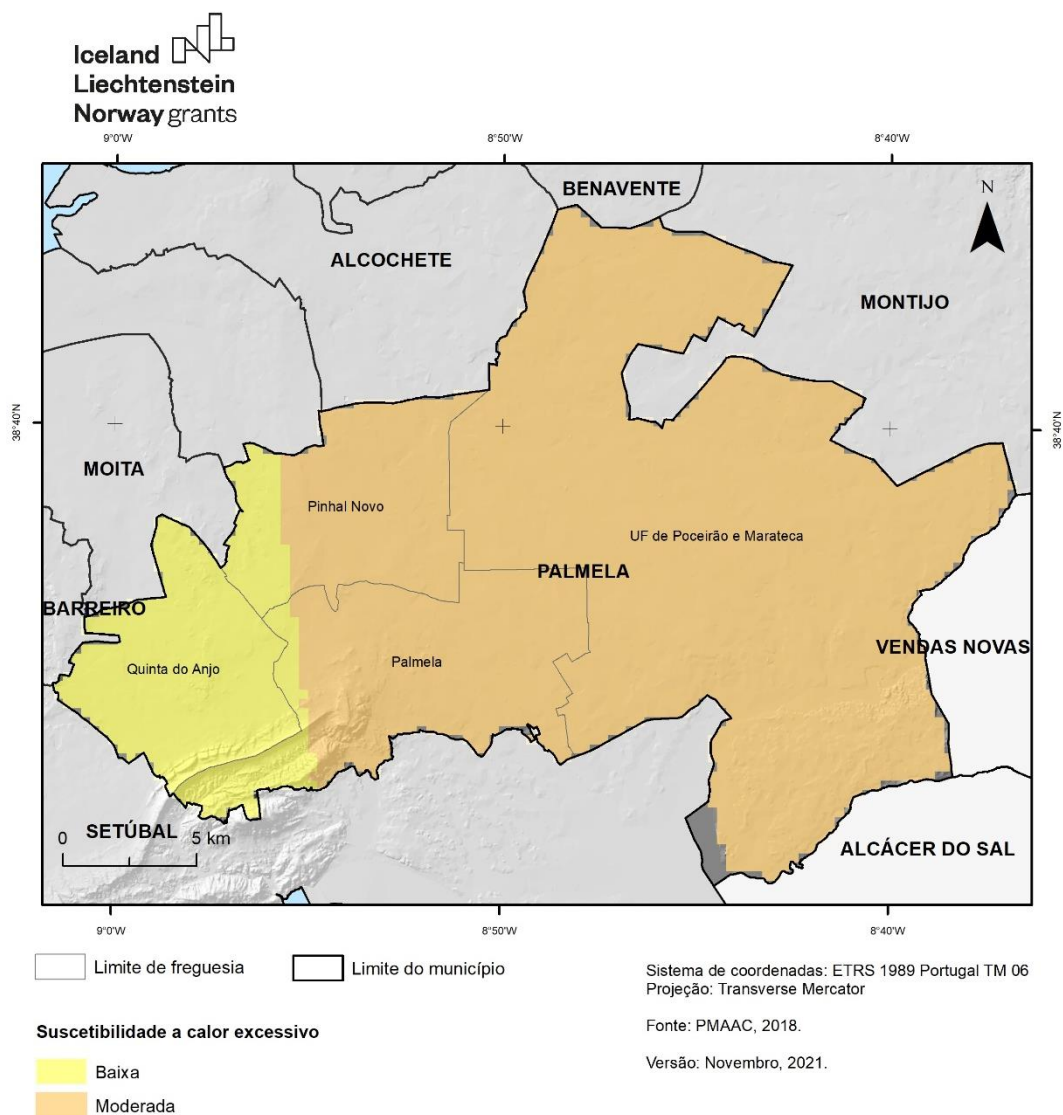 Iceland
Liechtenstein
Norway grants
9°0'W
8°50'W
8°40'W
BENAVENTE
N
ALCOCHETE
MONTIJO
38°40'N
38°40'N
MOITA
Pinhal Novo
UF de Poceirão e Marateca
PALMELA
BARREIRO
VENDAS NOVAS
Quinta do Anjo
Palmela
SETÚBAL
0
5 km
ALCÁCER DO SAL
9°0'W
8°50'W
8°40'W
Limite de freguesia
Limite do município
Sistema de coordenadas: ETRS 1989 Portugal TM 06
Projeção: Transverse Mercator
Fonte: PMAAC, 2018.
Versão: Novembro, 2021.
Suscetibilidade a calor excessivo
Baixa
Moderada